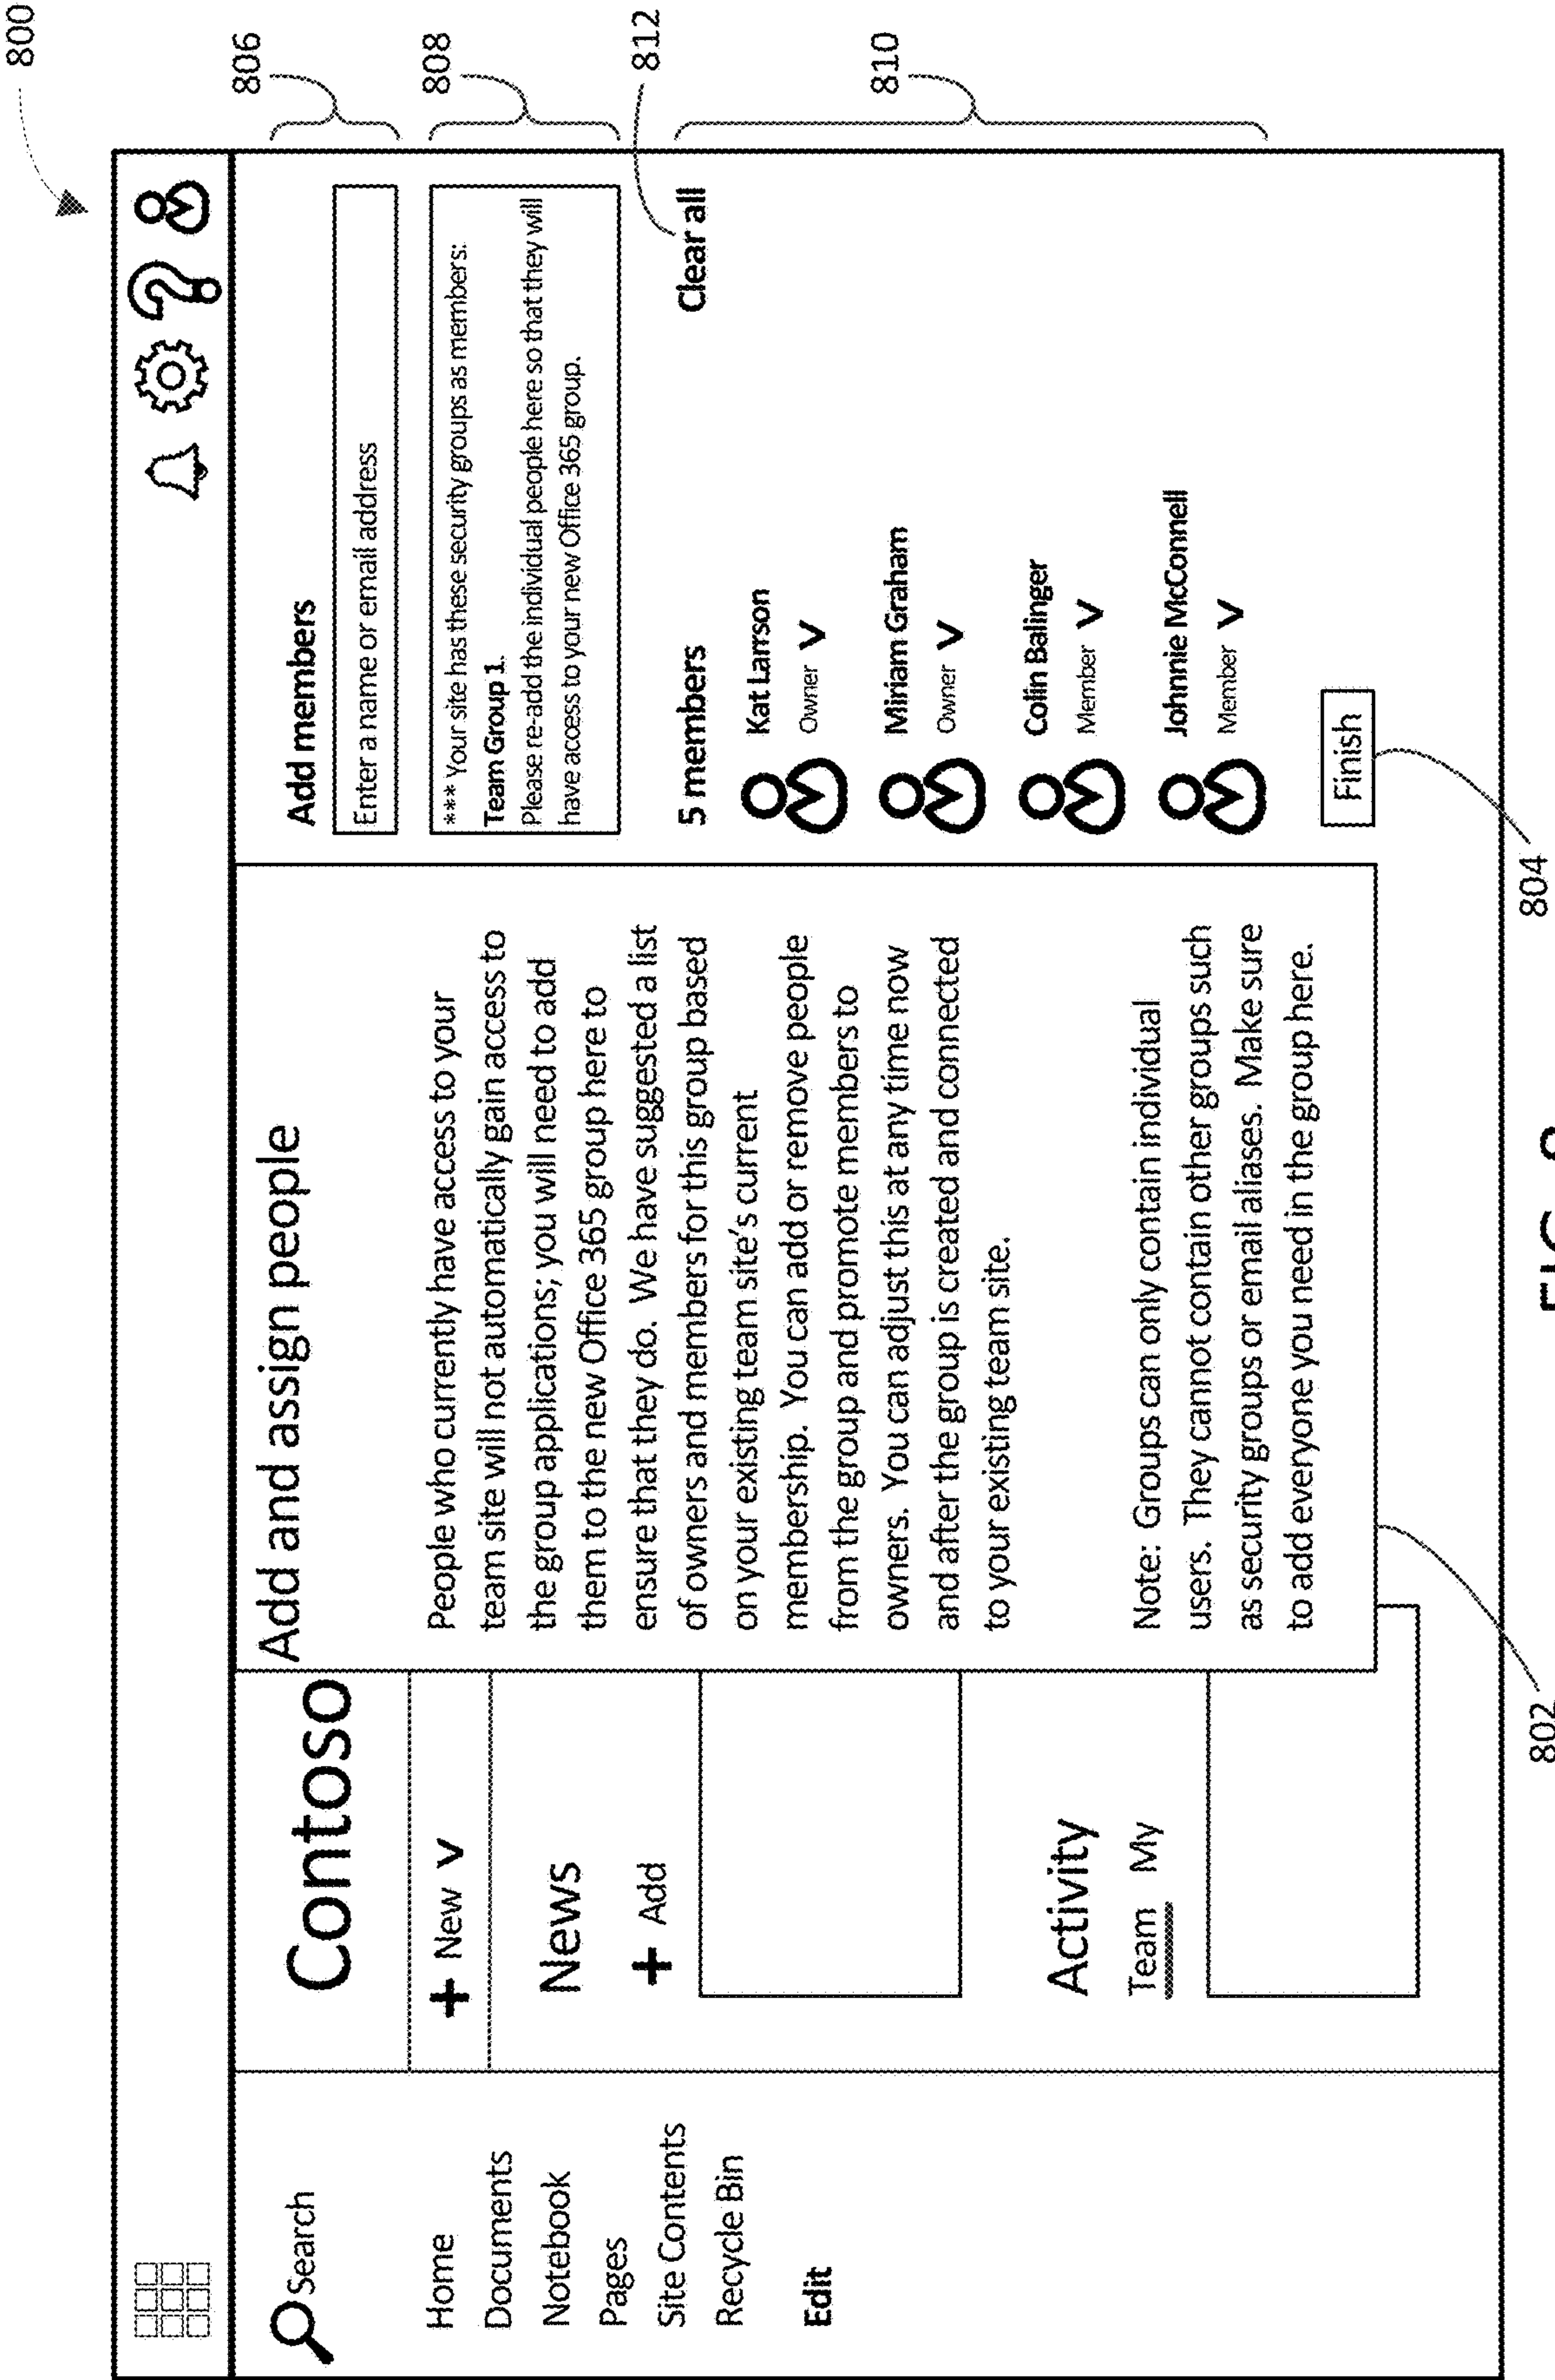 800
Search
Home
Documents
Notebook
Pages
Site Contents
Recycle Bin
Edit
Contoso
+ New v
News
+ Add
Activity
Team My
Add and assign people
People who currently have access to your
team site will not automatically gain access to
the group applications; you will need to add
them to the new Office 365 group here to
ensure that they do. We have suggested a list
of owners and members for this group based
on your existing team site's current
membership. You can add or remove people
from the group and promote members to
owners. You can adjust this at any time now
and after the group is created and connected
to your existing team site.
Note: Groups can only contain individual
users. They cannot contain other groups such
as security groups or email aliases. Make sure
to add everyone you need in the group here.
Add members
Enter a name or email address
*** Your site has these security groups as members:
Team Group 1.
Please re-add the individual people here so that they will
have access to your new Office 365 group.
5 members
Clear all
Kat Larrson
Owner v
Miriam Graham
Owner v
Colin Balinger
Member v
Johnnie McConnell
Member v
Finish
806
808
812
810
802
804